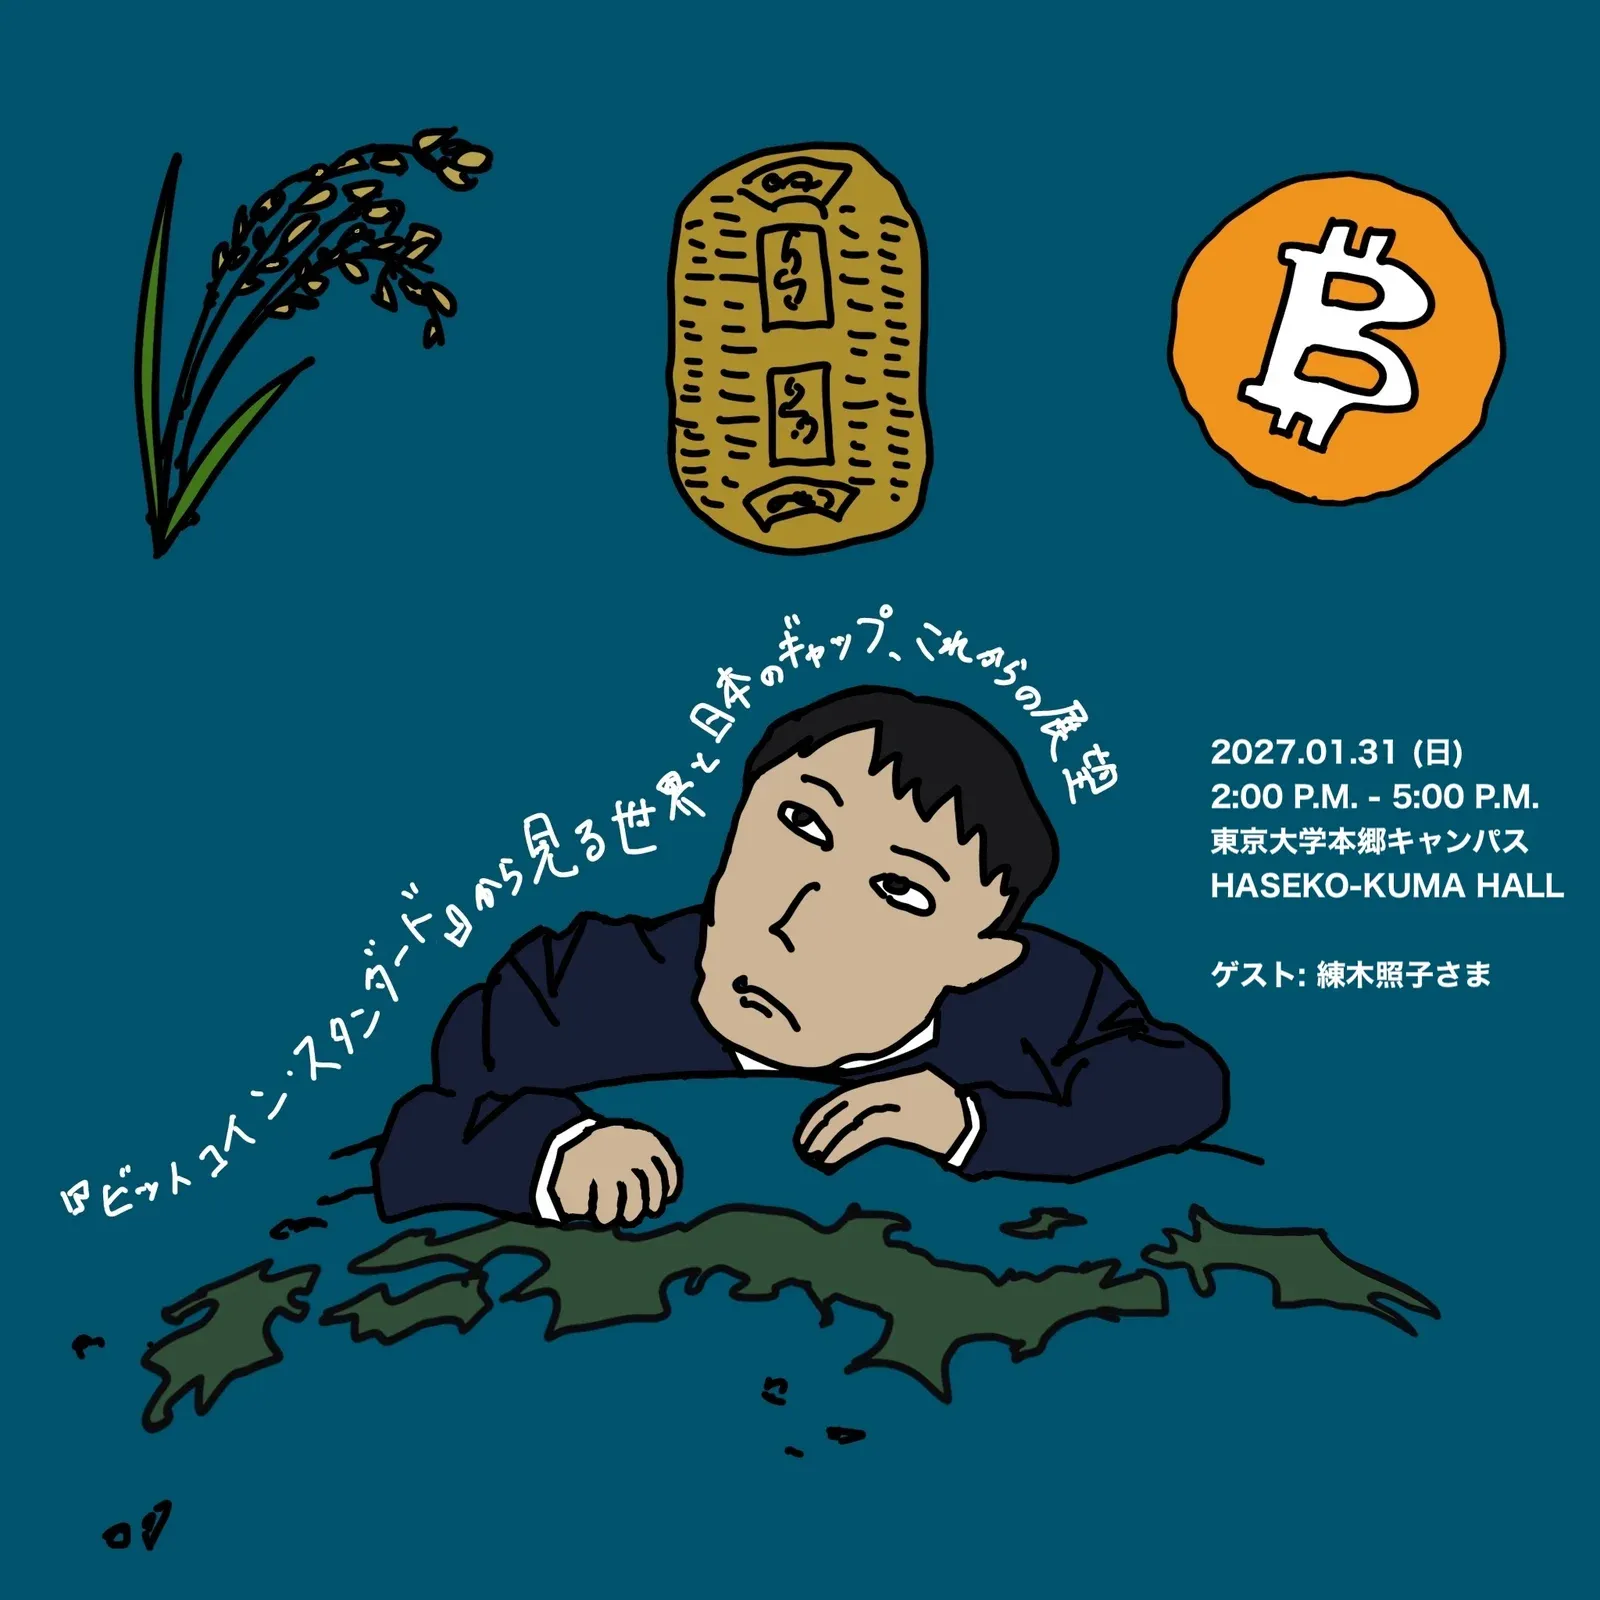 『ビットコイン・スタンダード』から見る世界と日本のギャップ、これからの展望
2027.01.31 (日)
2:00 P.M. - 5:00 P.M.
東京大学本郷キャンパス
HASEKO-KUMA HALL
ゲスト: 練木照子さま